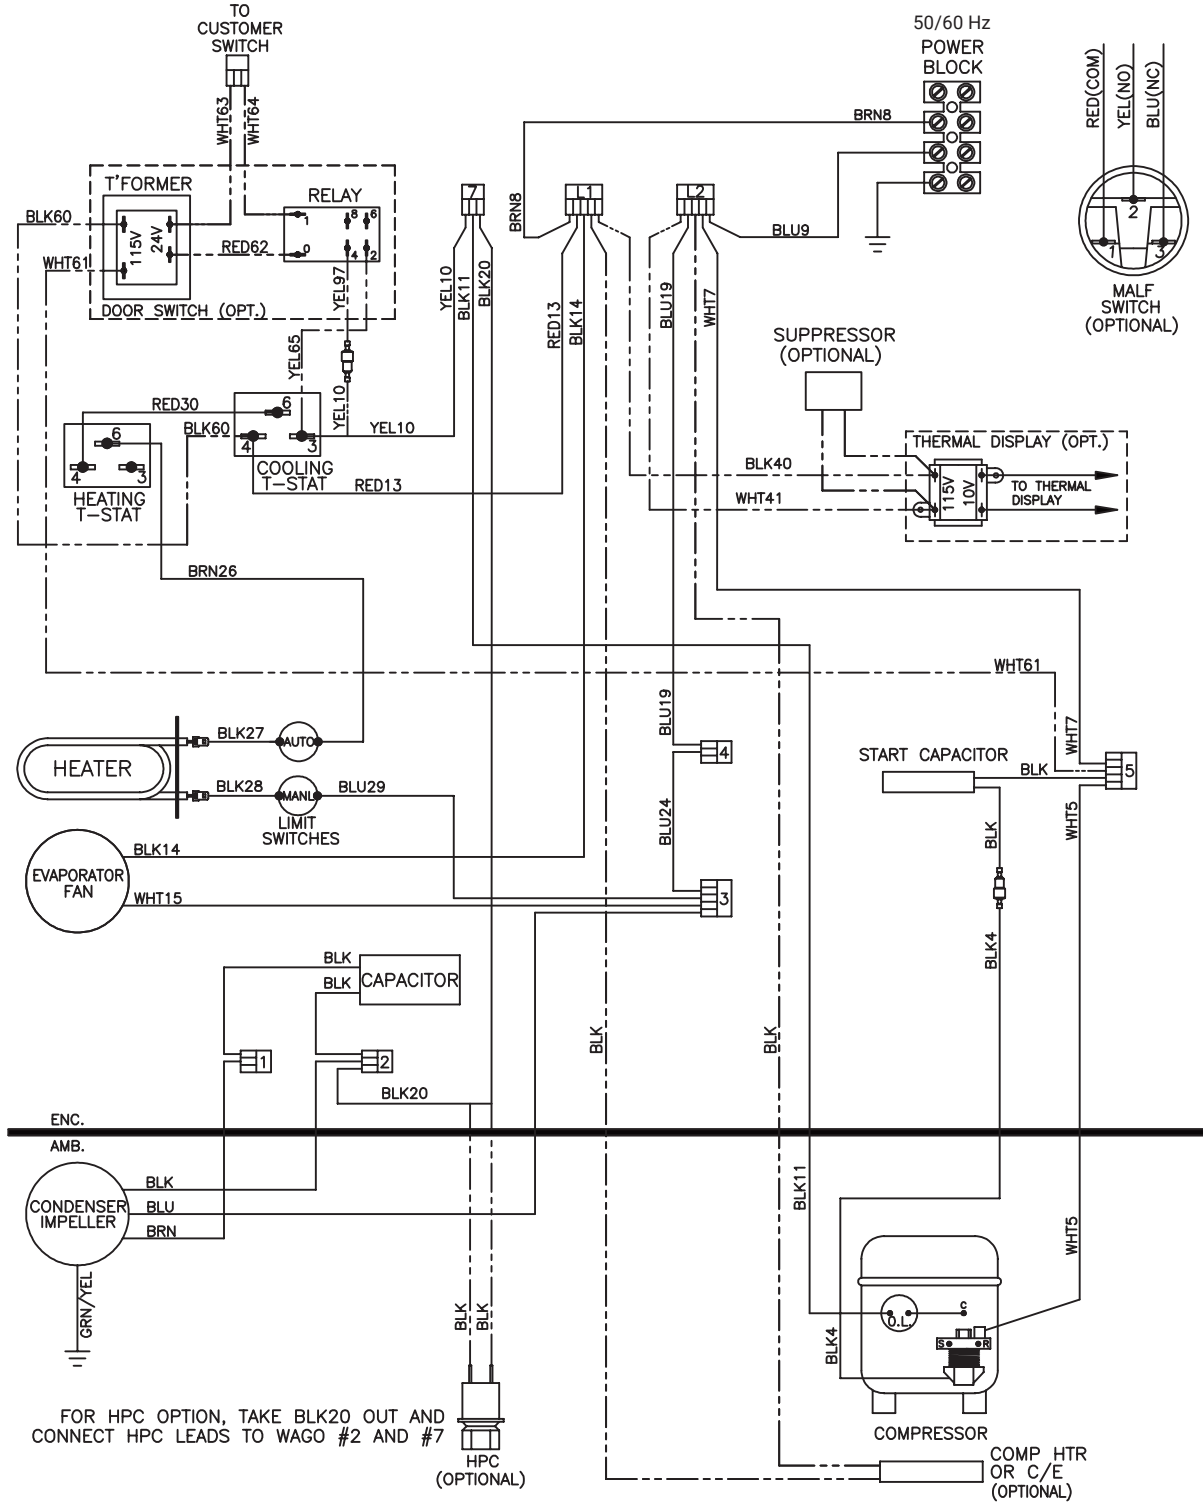 TO
CUSTOMER
SWITCH
50/60 Hz
POWER
BLOCK
WHT63
WHT64
RED(COM)
YEL(NO)
BLU(NC)
BRN8
T'FORMER
RELAY
7
L1
L2
BRN8
BLU9
BLK60
115V
24V
1
8
6
RED62
0
4
2
WHT61
DOOR SWITCH (OPT.)
YEL97
YEL10
BLK11
BLK20
RED13
BLK14
BLU19
WHT7
2
1
3
MALF
SWITCH
(OPTIONAL)
SUPPRESSOR
(OPTIONAL)
YEL65
YEL10
RED30
6
BLK60
4
3
YEL10
COOLING
T-STAT
RED13
6
4
3
HEATING
T-STAT
BLK40
WHT41
THERMAL DISPLAY (OPT.)
115V
10V
TO THERMAL
DISPLAY
BRN26
WHT61
BLU19
WHT7
BLK27
AUTO
HEATER
BLK28
MANL
BLU29
LIMIT
SWITCHES
4
START CAPACITOR
BLK
5
BLU24
BLK
WHT5
BLK14
EVAPORATOR
FAN
WHT15
3
BLK4
BLK
BLK
CAPACITOR
BLK
BLK
1
2
BLK20
ENC.
AMB.
BLK
BLU
BRN
CONDENSER
IMPELLER
GRN/YEL
BLK11
WHT5
BLK
BLK
BLK4
O.L.
C
S
R
COMPRESSOR
FOR HPC OPTION, TAKE BLK20 OUT AND
CONNECT HPC LEADS TO WAGO #2 AND #7
HPC
(OPTIONAL)
COMP HTR
OR C/E
(OPTIONAL)